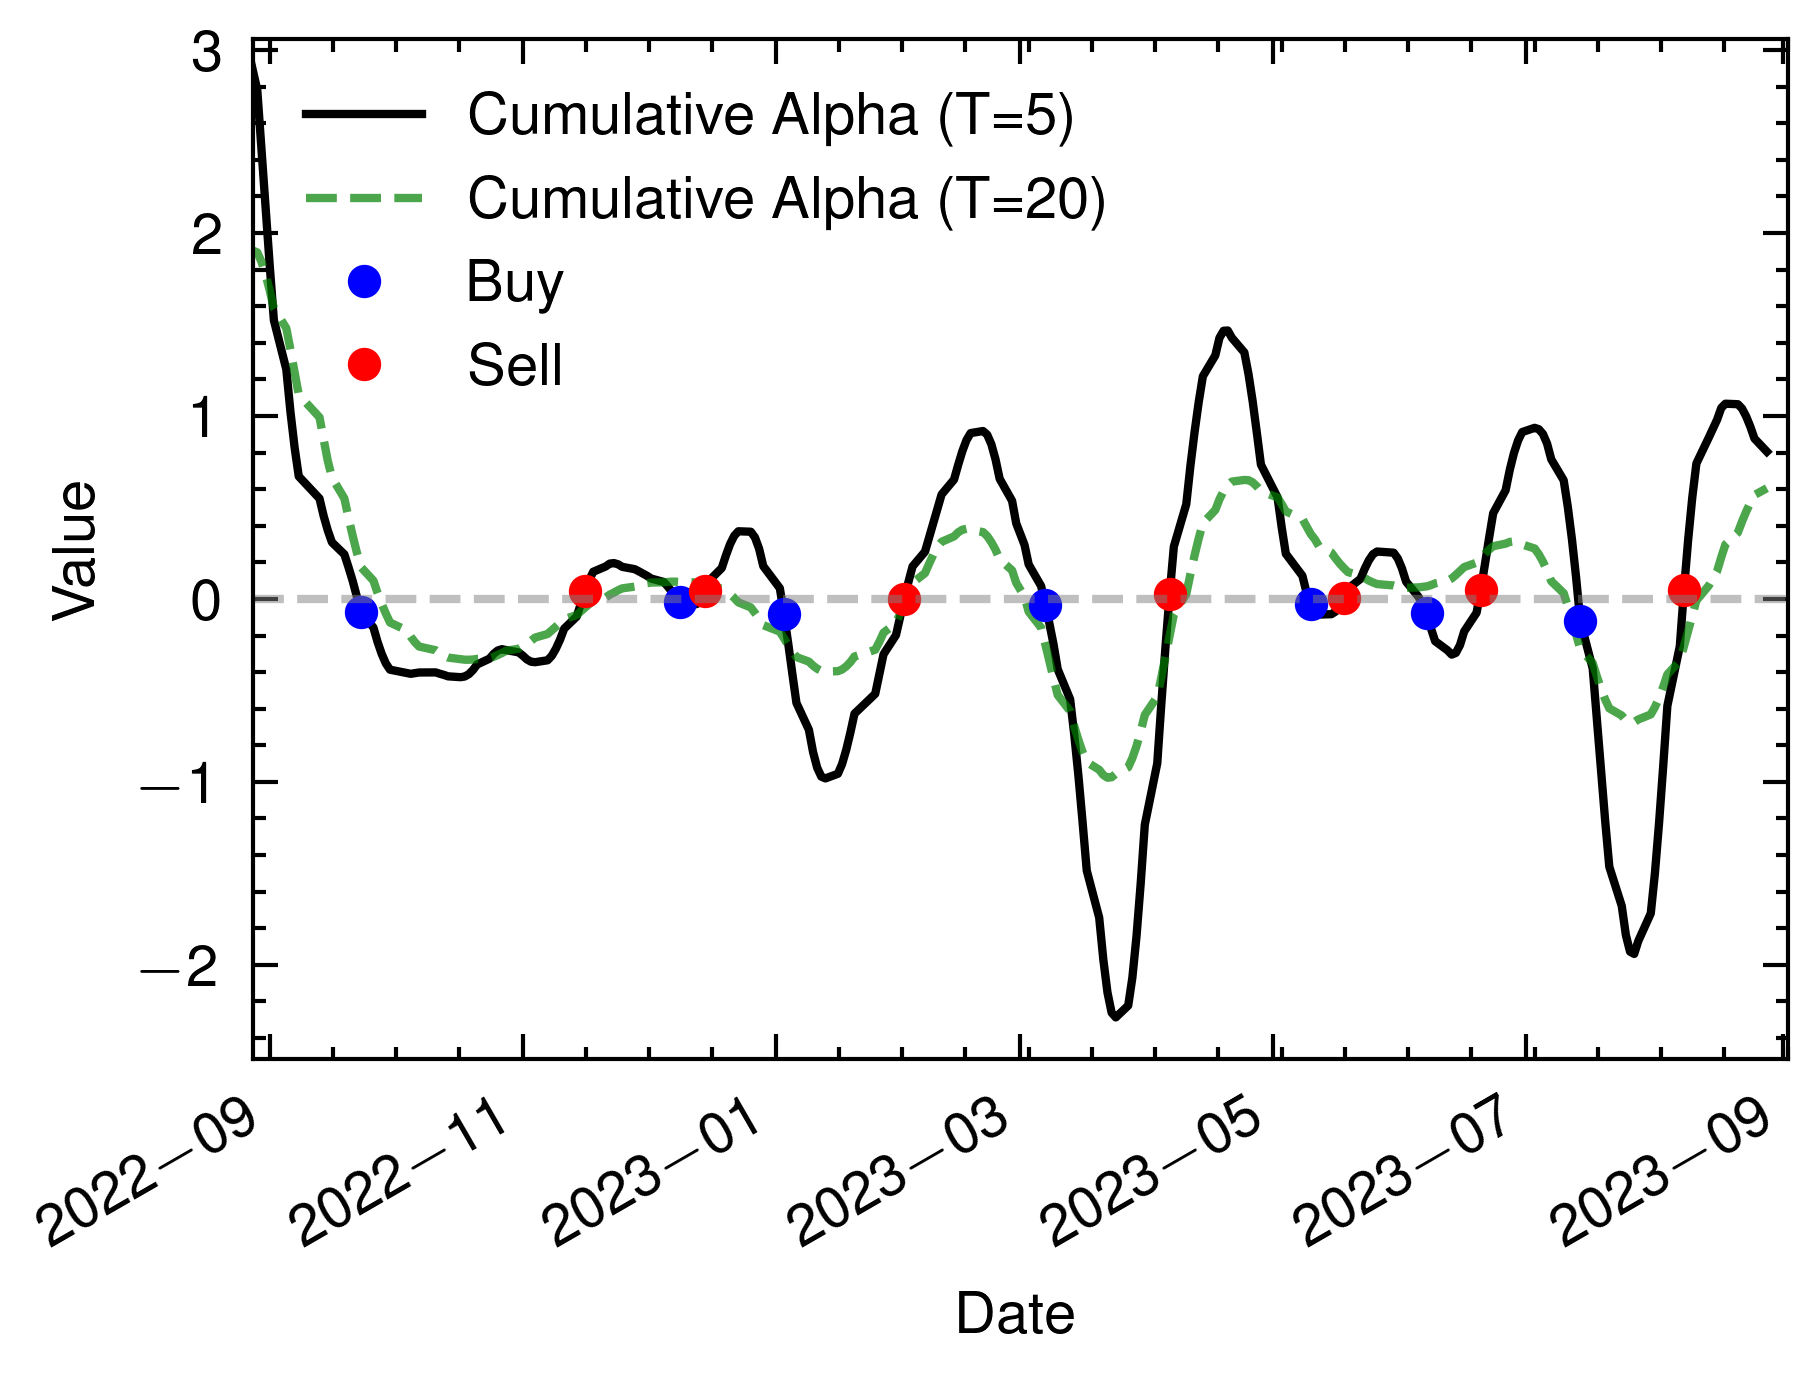 3
2
1
0
−1
−2
Value
Cumulative Alpha (T=5)
Cumulative Alpha (T=20)
Buy
Sell
2022−09
2022−11
2023−01
2023−03
2023−05
2023−07
2023−09
Date